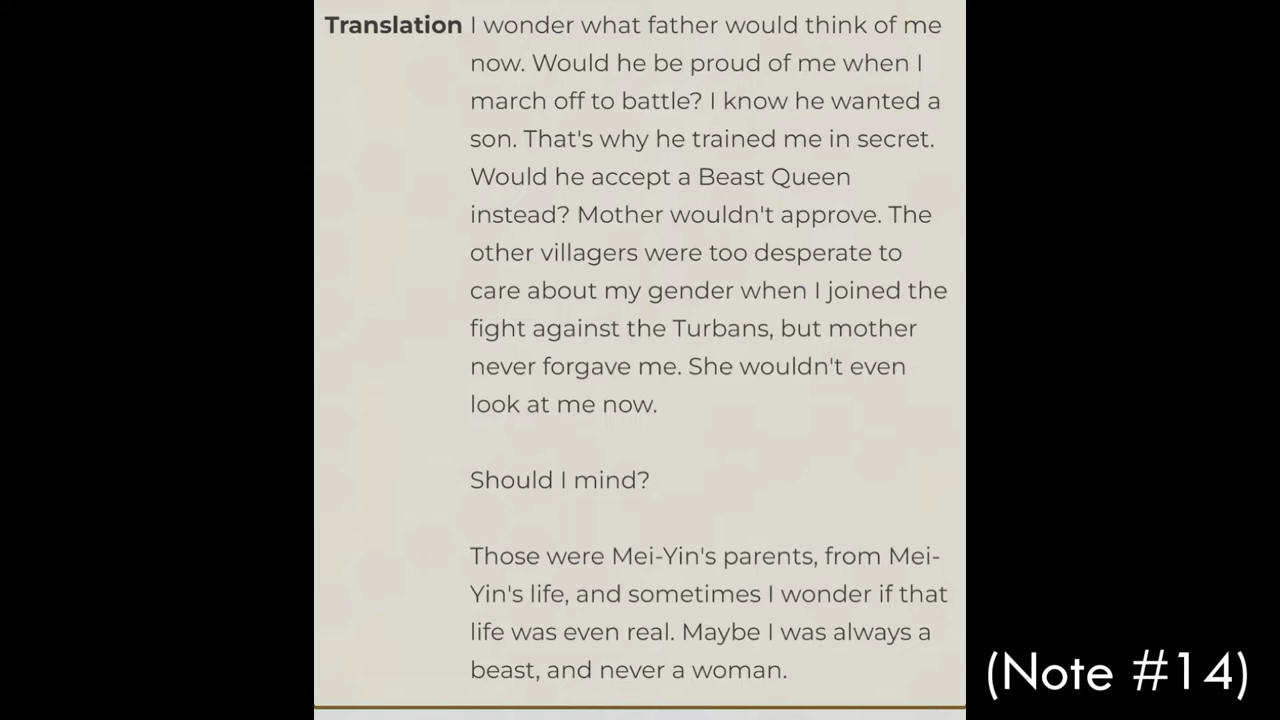 Translation I wonder what father would think of me
now. Would he be proud of me when I
march off to battle? I know he wanted a
son. That's why he trained me in secret.
Would he accept a Beast Queen
instead? Mother wouldn't approve. The
other villagers were too desperate to
care about my gender when I joined the
fight against the Turbans, but mother
never forgave me. She wouldn't even
look at me now.
Should I mind?
Those were Mei-Yin's parents, from Mei-
Yin's life, and sometimes I wonder if that
life was even real. Maybe I was always a
beast, and never a woman.
(Note #14)